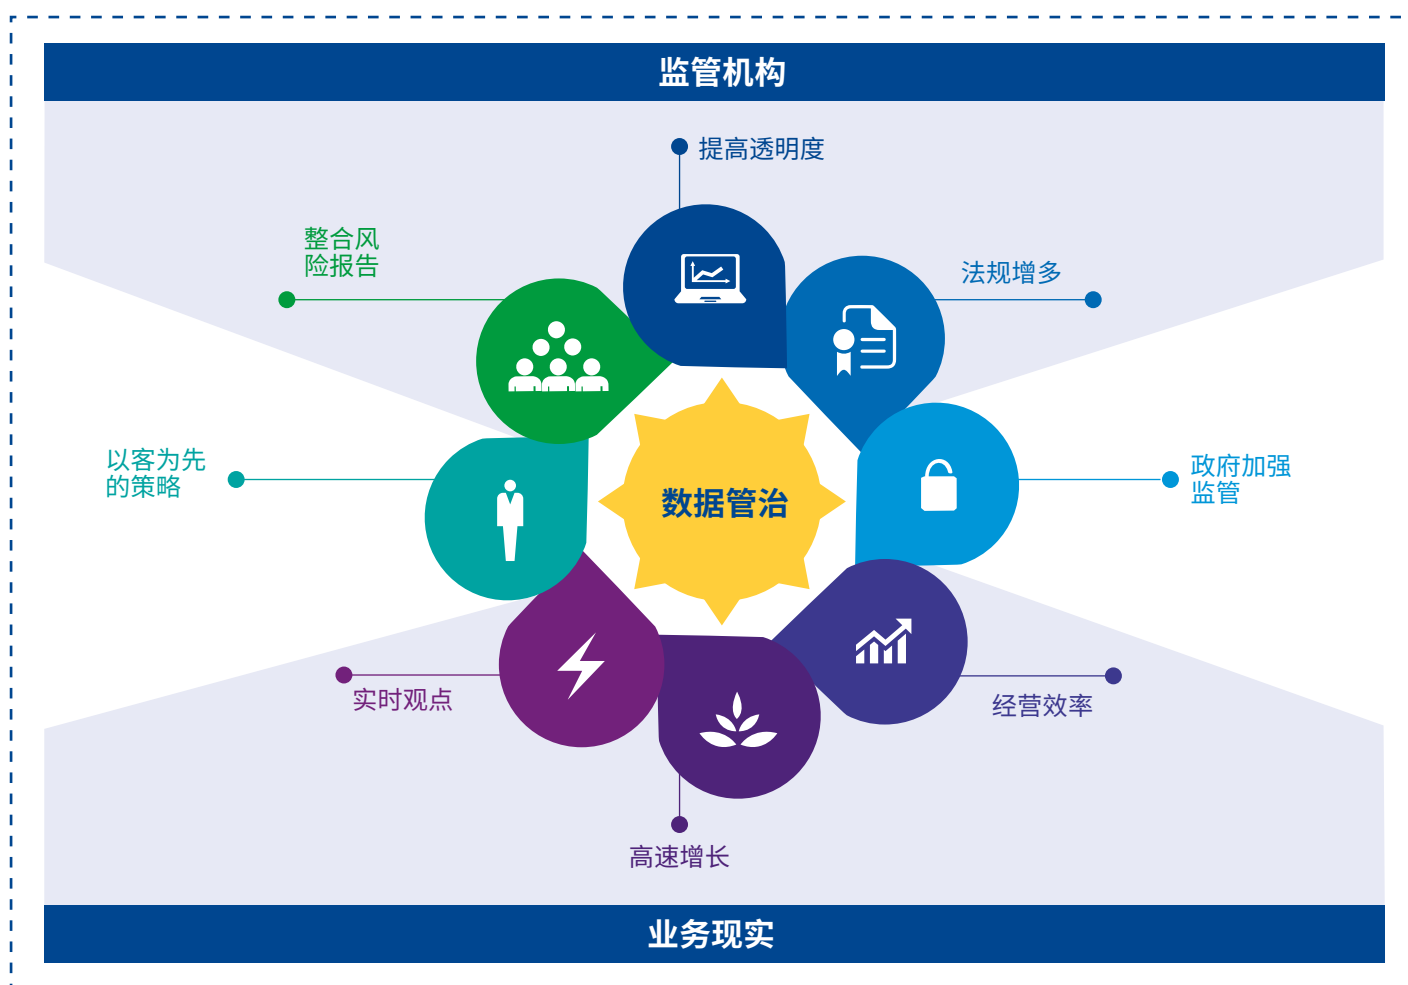 监管机构
提高透明度
整合风
险报告
法规增多
以客为先
的策略
政府加强
监管
数据管治
实时观点
经营效率
高速增长
业务现实